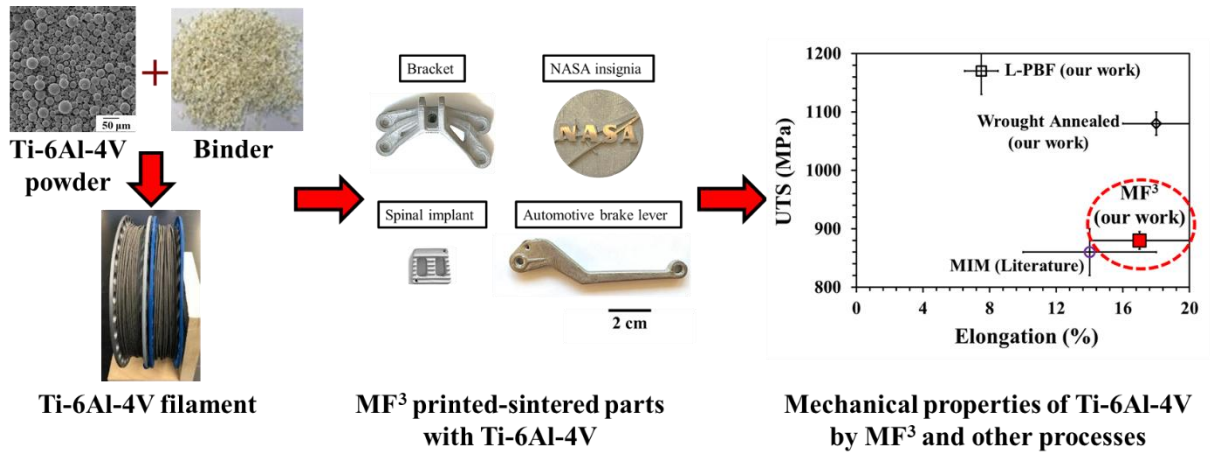 50 μm
Ti-6Al-4V
powder
+
Binder
Ti-6Al-4V filament
Bracket
NASA insignia
NASA
Spinal implant
Automotive brake lever
2 cm
MF³ printed-sintered parts
with Ti-6Al-4V
UTS (MPa)
1200
1100
1000
900
800
L-PBF (our work)
Wrought Annealed
(our work)
MF³
(our work)
MIM (Literature)
0 4 8 12 16 20
Elongation (%)
Mechanical properties of Ti-6Al-4V
by MF³ and other processes